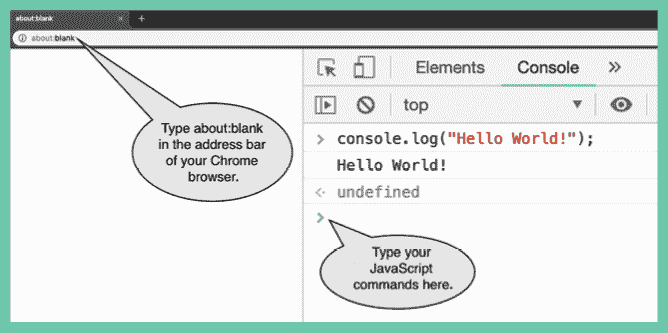 about:blank
about:blank
Type about:blank
in the address bar
of your Chrome
browser.
Elements Console »
top
> console.log("Hello World!");
Hello World!
undefined
>
Type your
JavaScript
commands here.